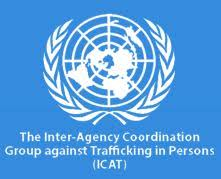 The Inter-Agency Coordination
Group against Trafficking in Persons
(ICAT)